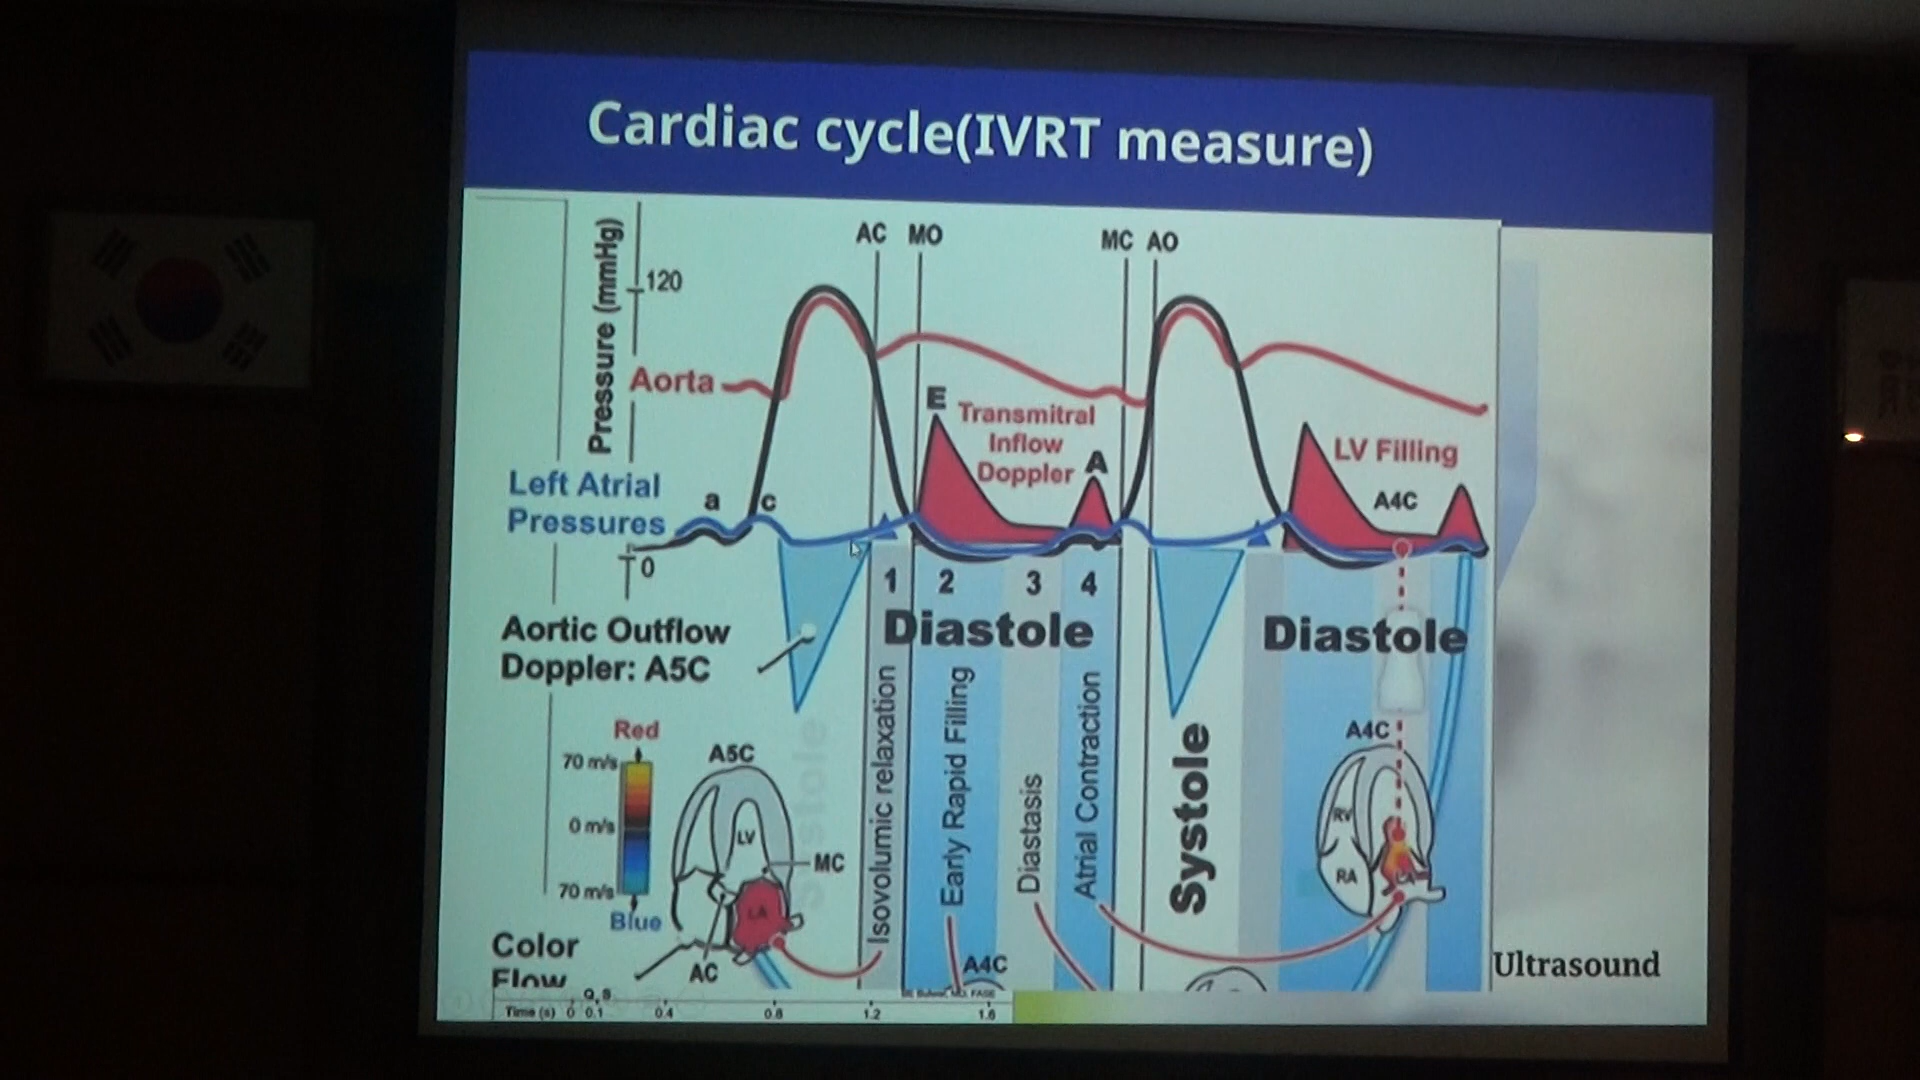 Cardiac cycle(IVRT measure)
AC MO
MC AO
Pressure (mmHg)
120
Aorta
E
Transmitral
Inflow
Doppler
A
LV Filling
A4C
Left Atrial
Pressures
a
c
0
1
2
3
4
Diastole
Diastole
Aortic Outflow
Doppler: A5C
Isovolumic relaxation
Early Rapid Filling
Diastasis
Atrial Contraction
Systole
Systole
Red
70 m/s
0 m/s
70 m/s
Blue
A5C
LV
MC
LA
AC
A4C
RV
RA
LA
Color
Flow
A4C
Ultrasound
Time (s) 0 0.1 0.4 0.8 1.2 1.6